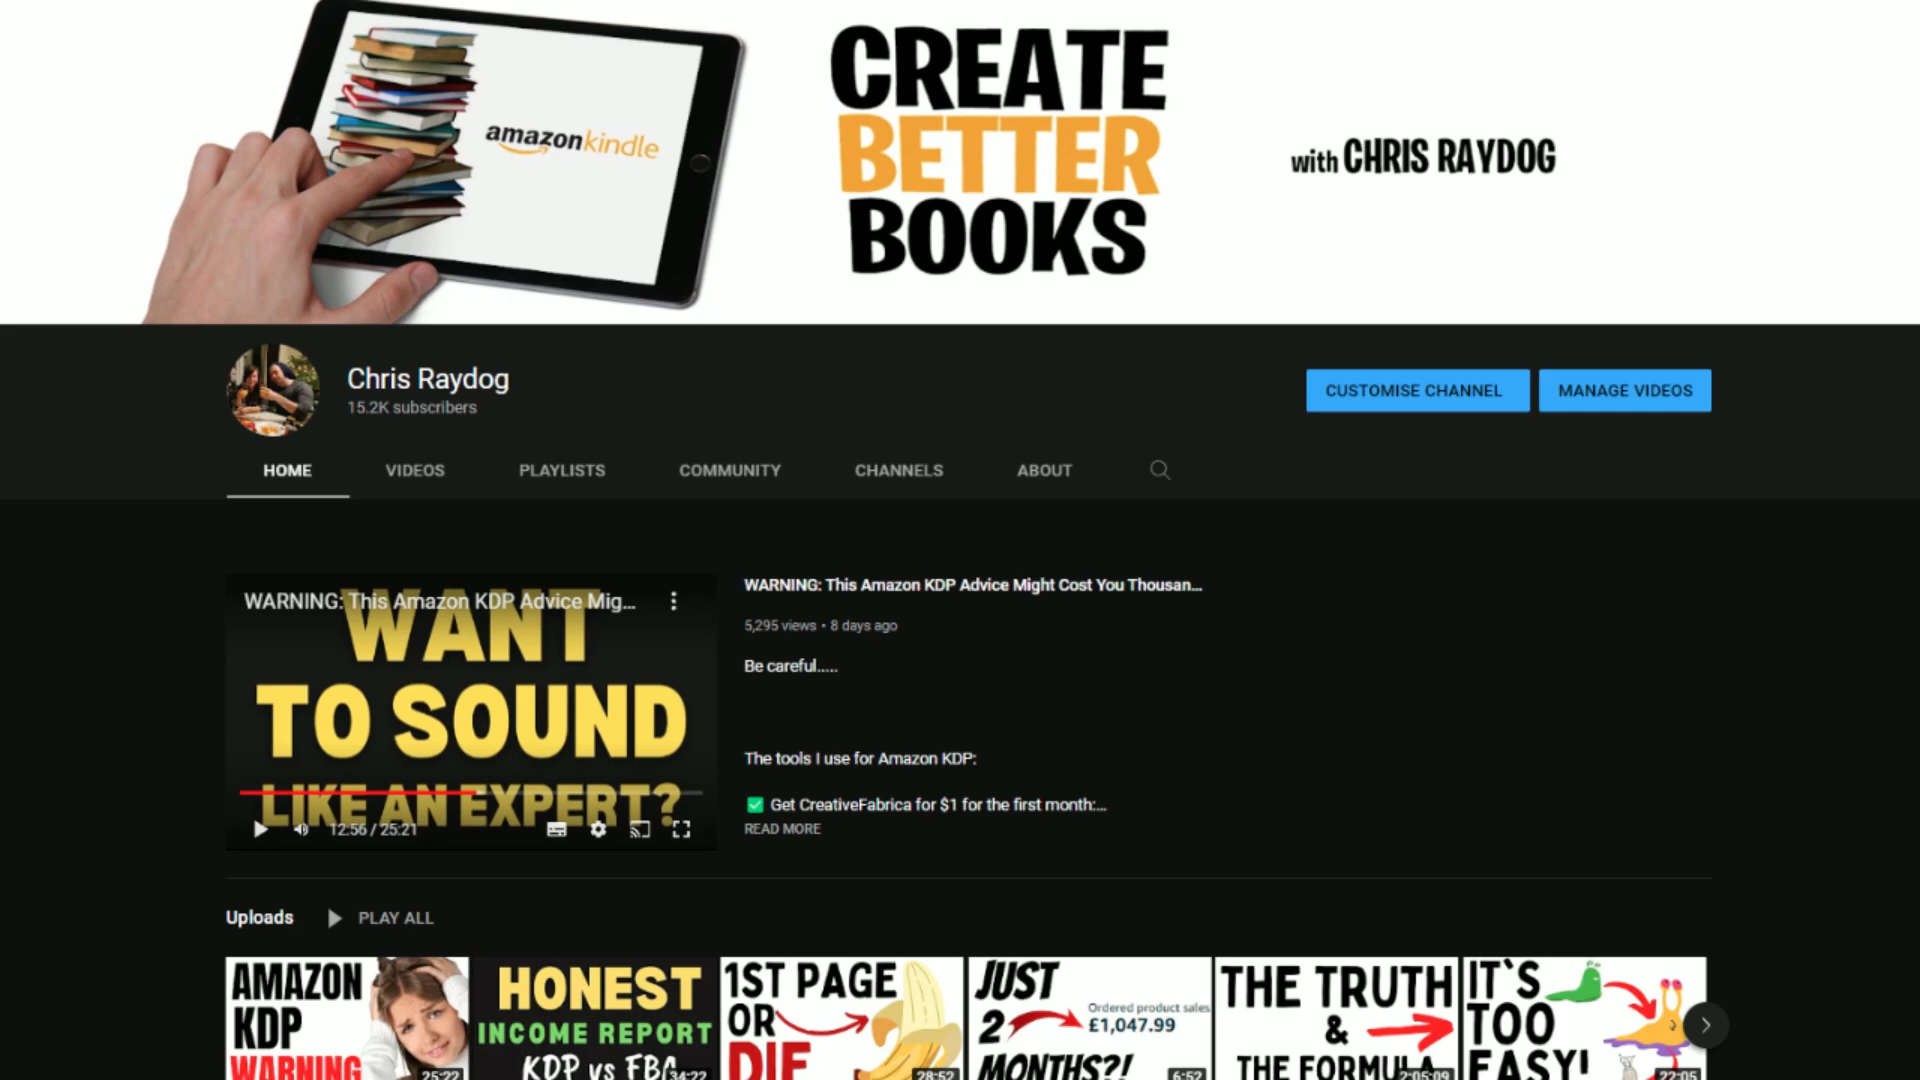 CREATE
BETTER
BOOKS
amazonkindle
with CHRIS RAYDOG
Chris Raydog
15.2K subscribers
CUSTOMISE CHANNEL
MANAGE VIDEOS
HOME
VIDEOS
PLAYLISTS
COMMUNITY
CHANNELS
ABOUT
WARNING: This Amazon KDP Advice Mig...
WANT
TO SOUND
LIKE AN EXPERT?
12:56 / 25:21
WARNING: This Amazon KDP Advice Might Cost You Thousan...
5,295 views • 8 days ago
Be careful.....
The tools I use for Amazon KDP:
✅ Get CreativeFabrica for $1 for the first month:...
READ MORE
Uploads
PLAY ALL
AMAZON
KDP
WARNING
25:22
HONEST
INCOME REPORT
KDP vs FBA
34:22
1ST PAGE
OR
DIE
28:52
JUST
2
MONTHS?!
Ordered product sales
£1,047.99
6:52
THE TRUTH
&
THE FORMULA
2:05:09
IT`S
TOO
EASY!
22:05